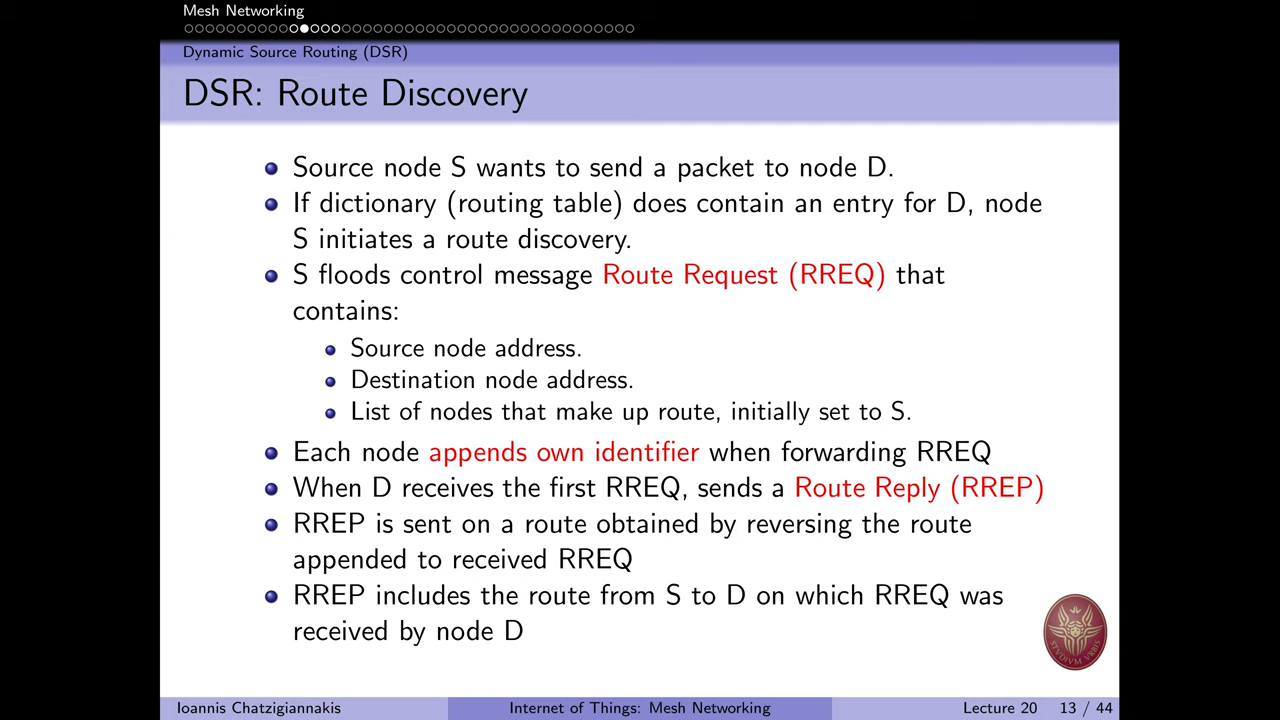 Mesh Networking
Dynamic Source Routing (DSR)
DSR: Route Discovery
Source node S wants to send a packet to node D.
If dictionary (routing table) does contain an entry for D, node
S initiates a route discovery.
S floods control message Route Request (RREQ) that
contains:
Source node address.
Destination node address.
List of nodes that make up route, initially set to S.
Each node appends own identifier when forwarding RREQ
When D receives the first RREQ, sends a Route Reply (RREP)
RREP is sent on a route obtained by reversing the route
appended to received RREQ
RREP includes the route from S to D on which RREQ was
received by node D
STVDIVM VRBIS
Ioannis Chatzigiannakis Internet of Things: Mesh Networking Lecture 20 13 / 44